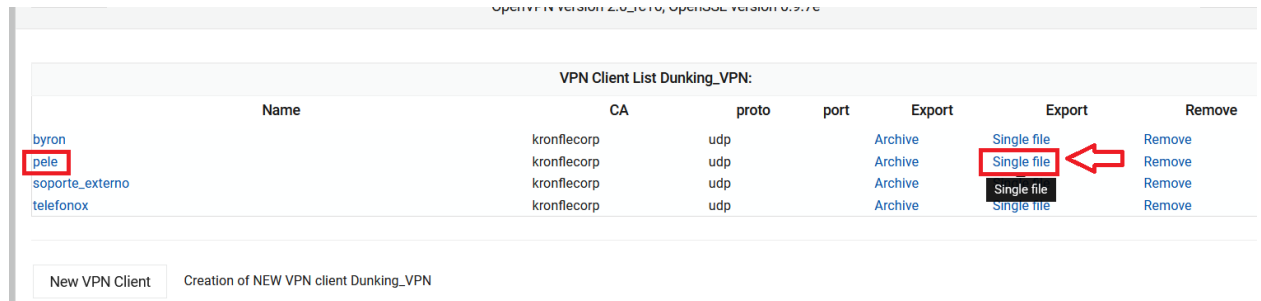 VPN Client List Dunking_VPN:
Name CA proto port Export Export Remove
byron kronflecorp udp Archive Single file Remove
pele kronflecorp udp Archive Single file Remove
soporte_externo kronflecorp udp Archive Remove
Single file
telefonox kronflecorp udp Archive Single file Remove
New VPN Client Creation of NEW VPN client Dunking_VPN